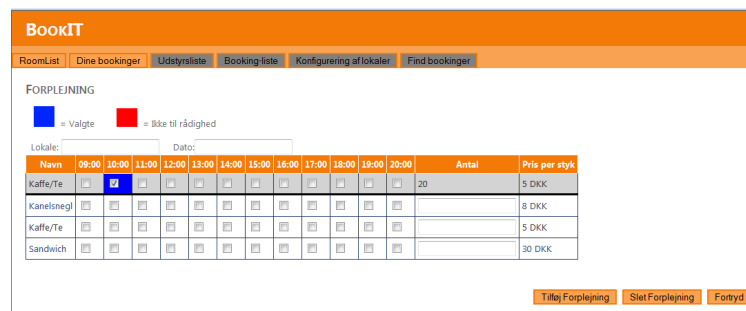 BookIT
RoomList Dine bookinger Udstyrsliste Booking-liste Konfigurering af lokaler Find bookinger
Forplejning
= Valgte = Ikke til rådighed
Lokale: Dato:
Navn 09:00 10:00 11:00 12:00 13:00 14:00 15:00 16:00 17:00 18:00 19:00 20:00 Antal Pris per styk
Kaffe/Te 20 5 DKK
Kanelsnegl 8 DKK
Kaffe/Te 5 DKK
Sandwich 30 DKK
Tilføj Forplejning Slet Forplejning Fortryd